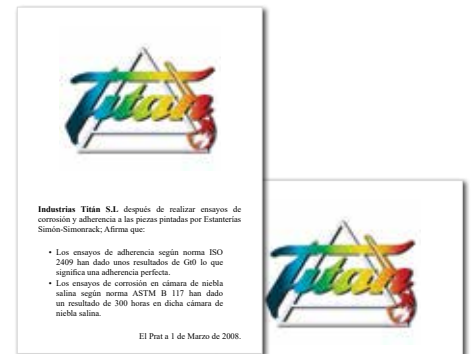 Titan
Industrias Titán S.L. después de realizar ensayos de
corrosión y adherencia a las piezas pintadas por Estanterías
Simón-Simonrack; Afirma que:
• Los ensayos de adherencia según norma ISO
2409 han dado unos resultados de Gt0 lo que
significa una adherencia perfecta.
• Los ensayos de corrosión en cámara de niebla
salina según norma ASTM B 117 han dado
un resultado de 300 horas en dicha cámara de
niebla salina.
El Prat a 1 de Marzo de 2008.
Titan